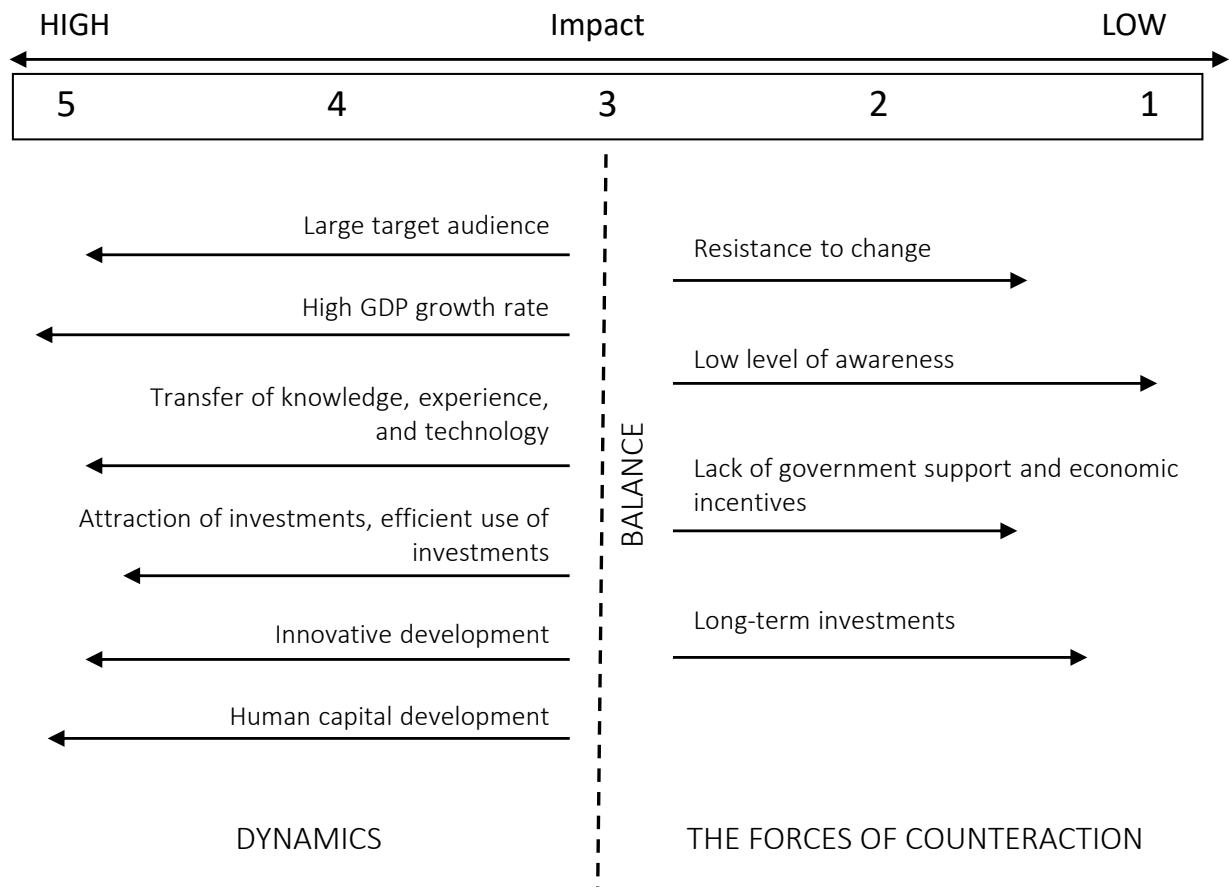 HIGH Impact LOW
5 4 3 2 1
Large target audience
Resistance to change
High GDP growth rate
Low level of awareness
Transfer of knowledge, experience,
and technology
BALANCE
Lack of government support and economic
incentives
Attraction of investments, efficient use of
investments
Long-term investments
Innovative development
Human capital development
DYNAMICS
THE FORCES OF COUNTERACTION